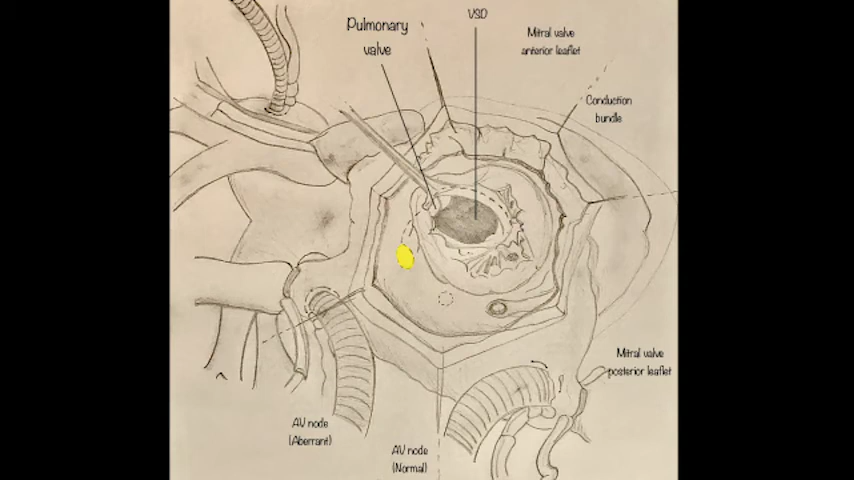 VSD
Pulmonary
valve
Mitral valve
anterior leaflet
Conduction
bundle
Mitral valve
posterior leaflet
AV node
(Aberrant)
AV node
(Normal)